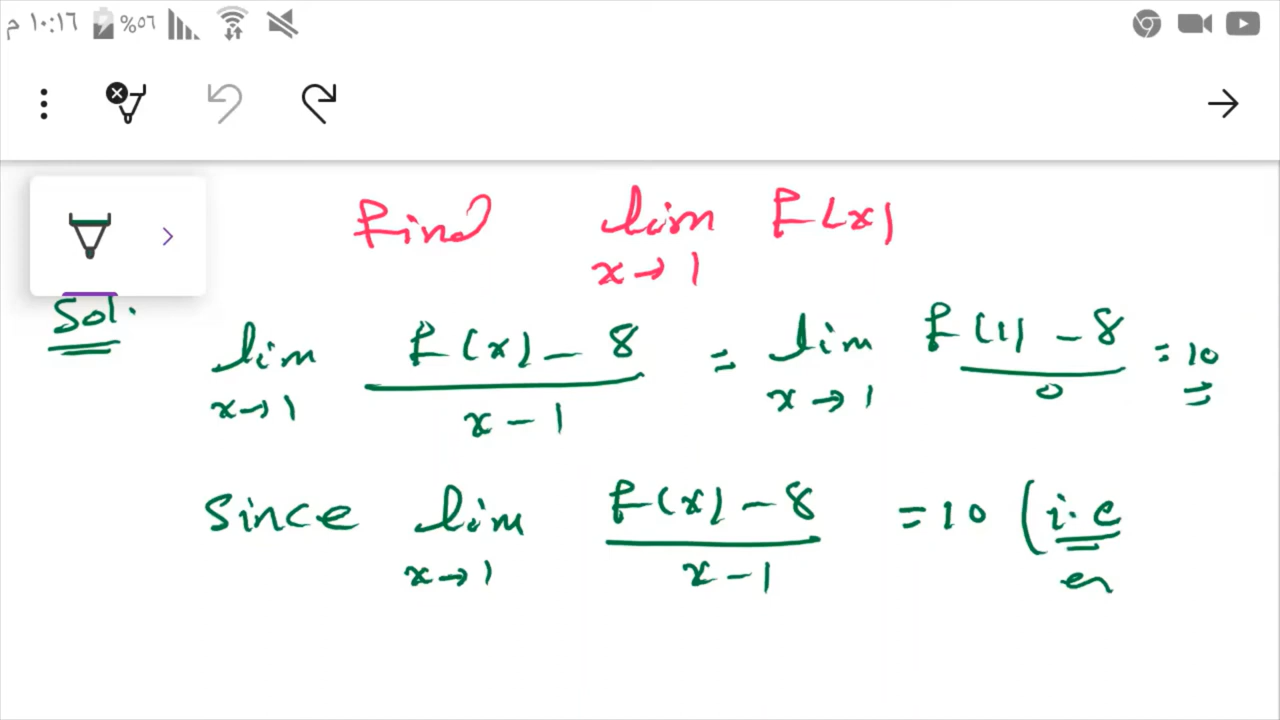 م ١٠:١٦ %٥٦
Find lim F(x)
x→1
Sol.
lim F(x) - 8 = lim F(1) - 8 = 10
x→1 x - 1 x→1 0
Since lim F(x) - 8 = 10 (i.e
x→1 x - 1